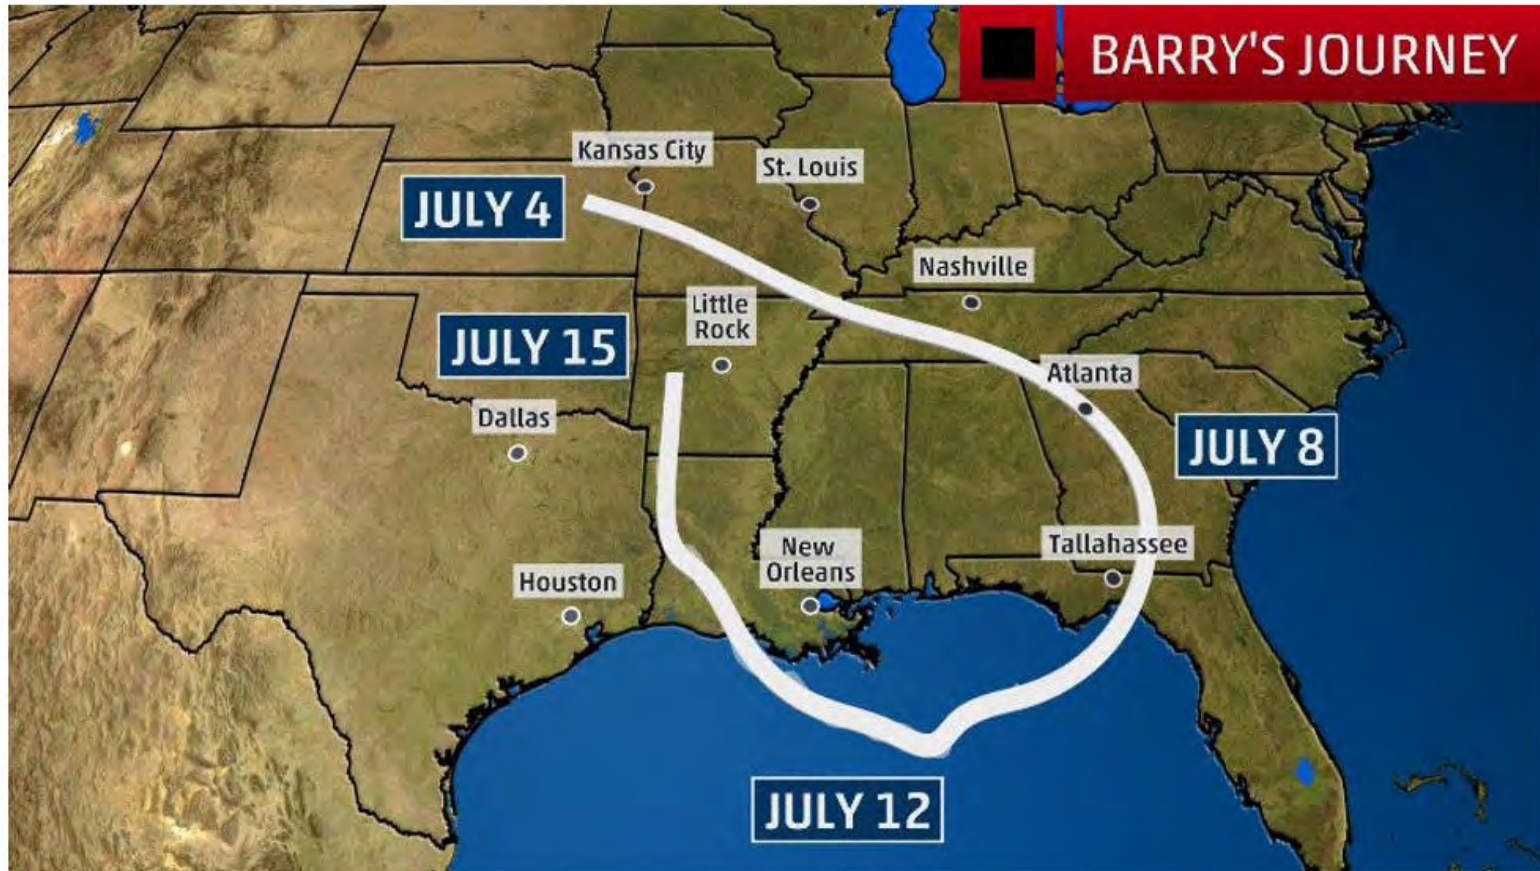 BARRY'S JOURNEY
Kansas City
St. Louis
JULY 4
Nashville
Little
Rock
JULY 15
Atlanta
Dallas
JULY 8
New
Orleans
Tallahassee
Houston
JULY 12